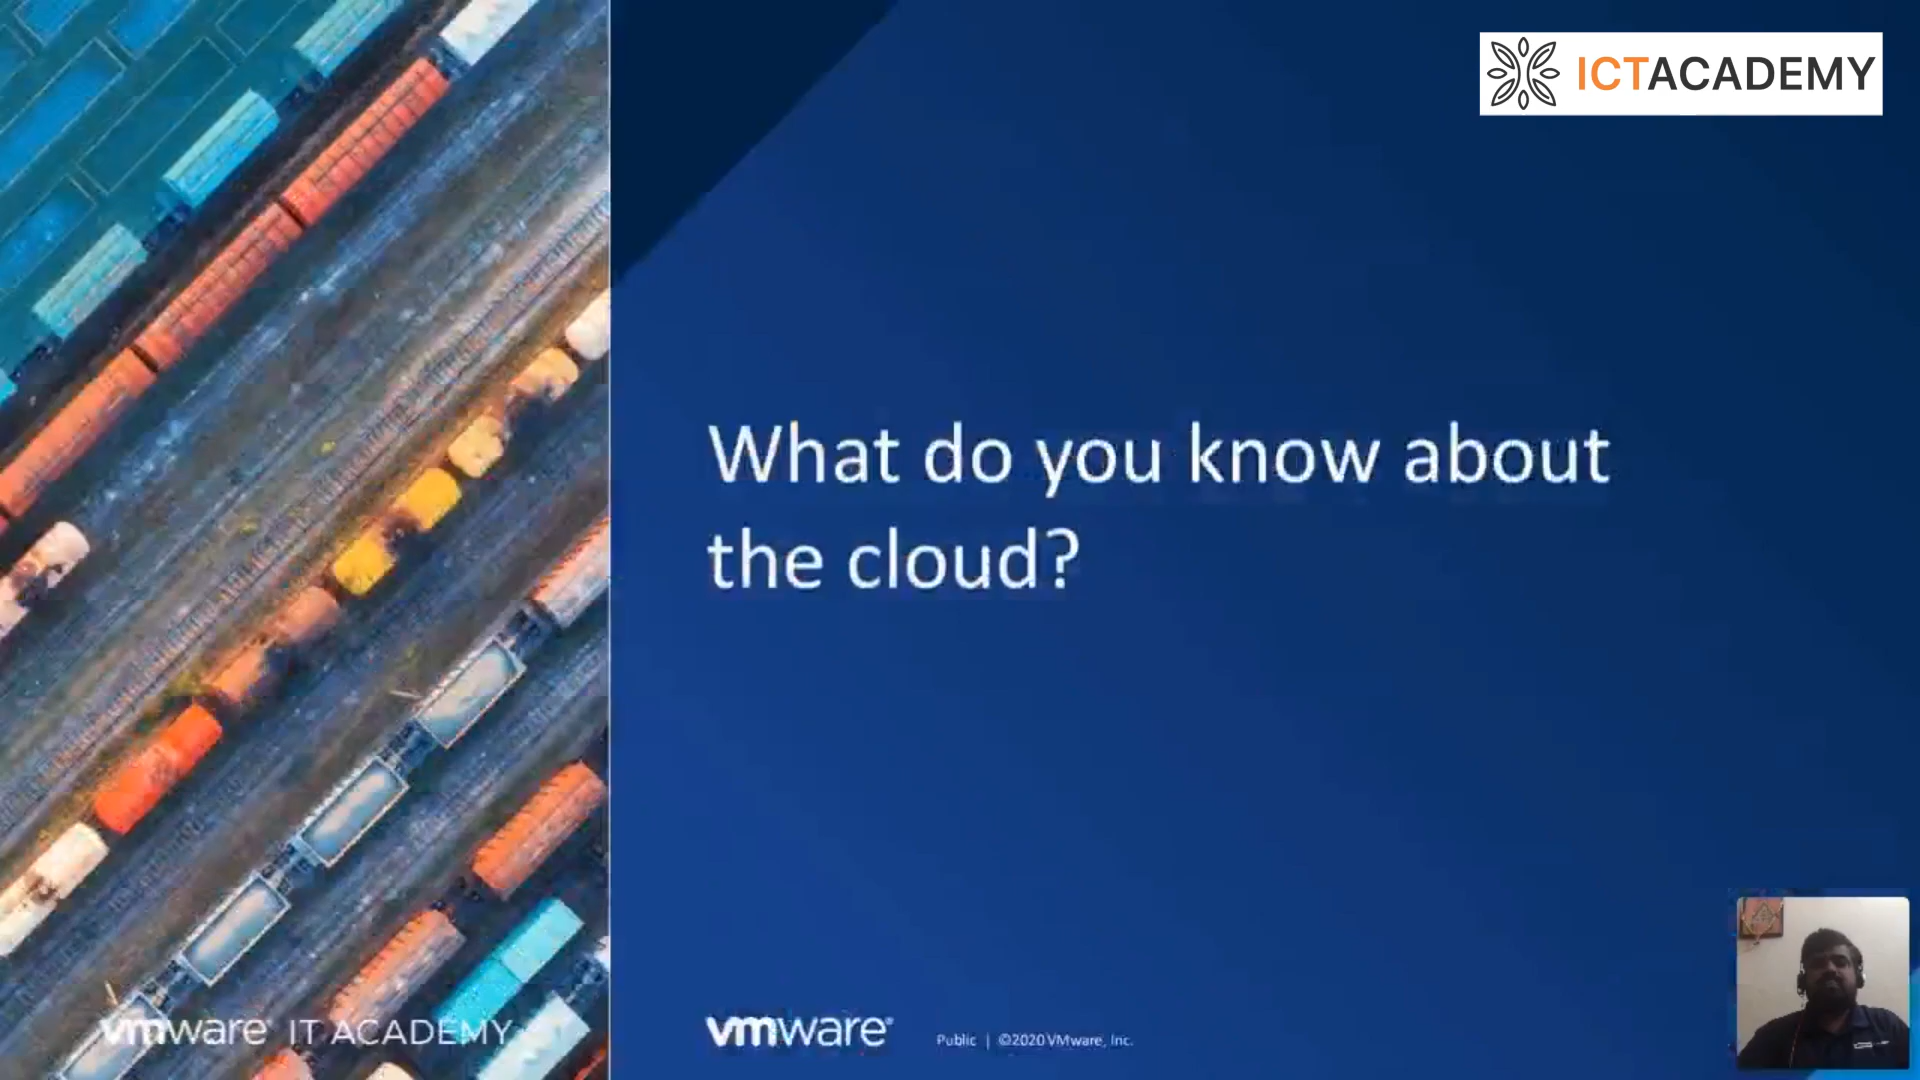 ICTACADEMY
What do you know about
the cloud?
vmware® IT ACADEMY
vmware®
Public | ©2020 VMware, Inc.